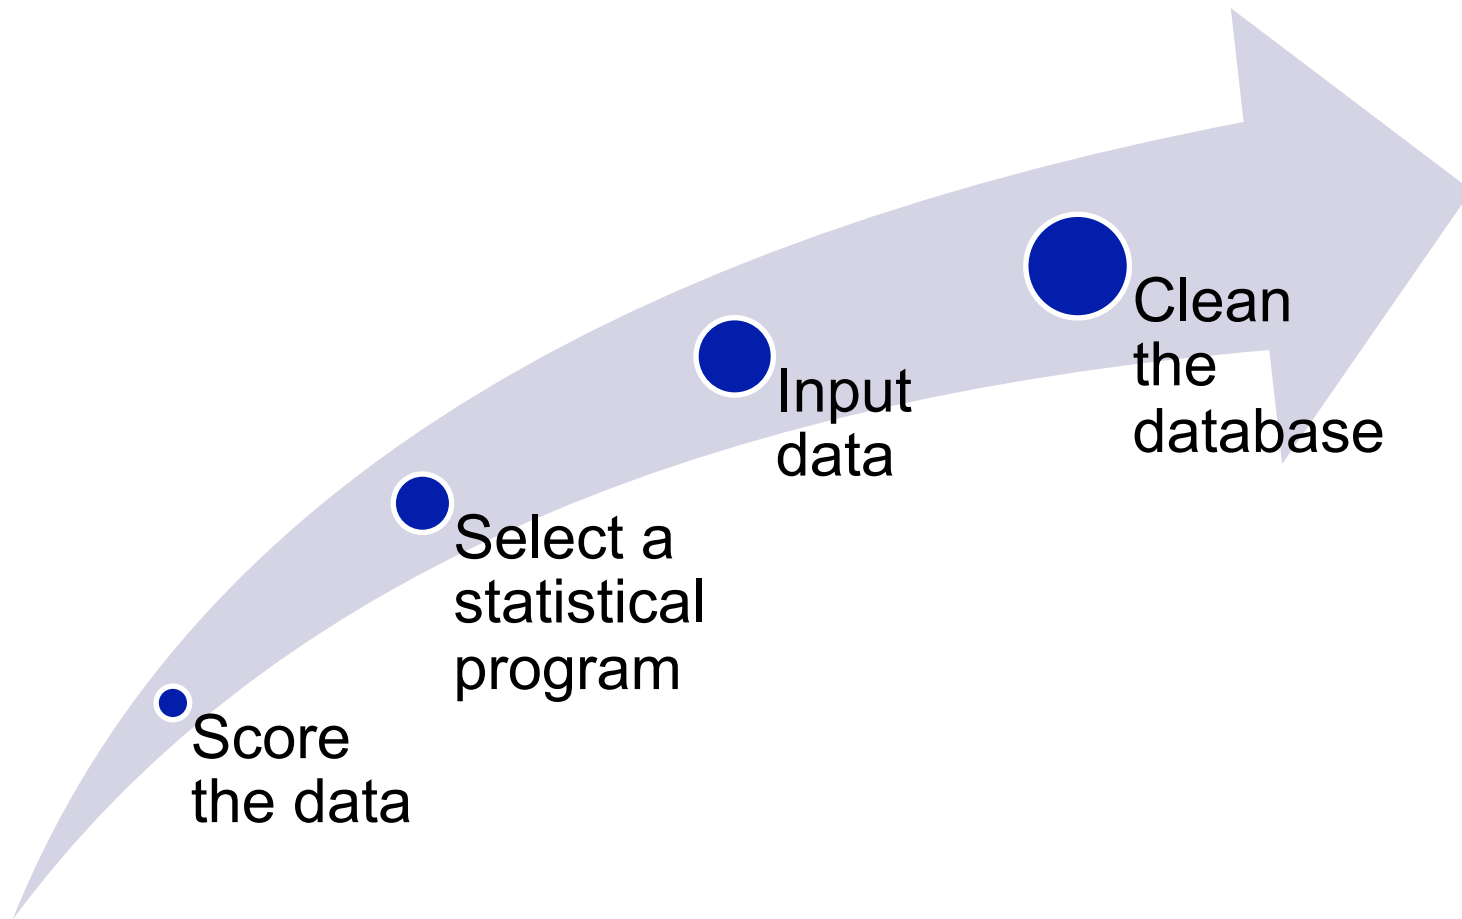 Score
the data
Select a
statistical
program
Input
data
Clean
the
database